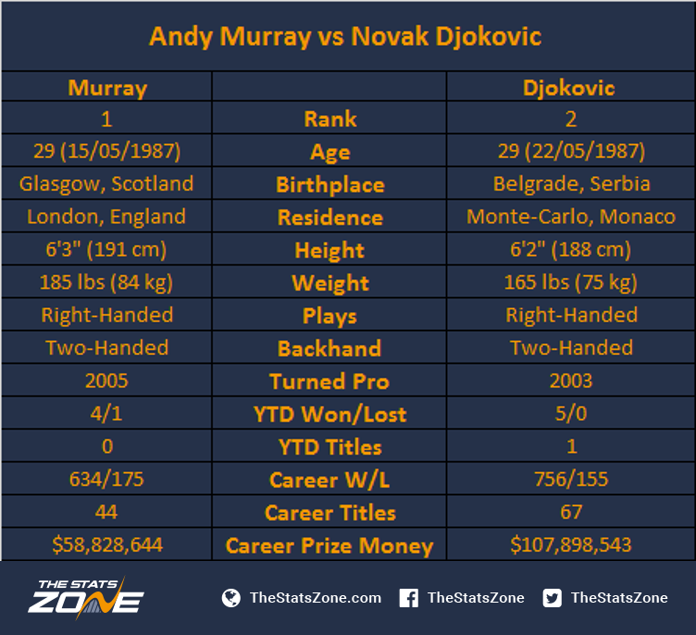 Andy Murray vs Novak Djokovic
Murray Djokovic
1 Rank 2
29 (15/05/1987) Age 29 (22/05/1987)
Glasgow, Scotland Birthplace Belgrade, Serbia
London, England Residence Monte-Carlo, Monaco
6'3" (191 cm) Height 6'2" (188 cm)
185 lbs (84 kg) Weight 165 lbs (75 kg)
Right-Handed Plays Right-Handed
Two-Handed Backhand Two-Handed
2005 Turned Pro 2003
4/1 YTD Won/Lost 5/0
0 YTD Titles 1
634/175 Career W/L 756/155
44 Career Titles 67
$58,828,644 Career Prize Money $107,898,543
THE STATS
ZONE
TheStatsZone.com TheStatsZone TheStatsZone